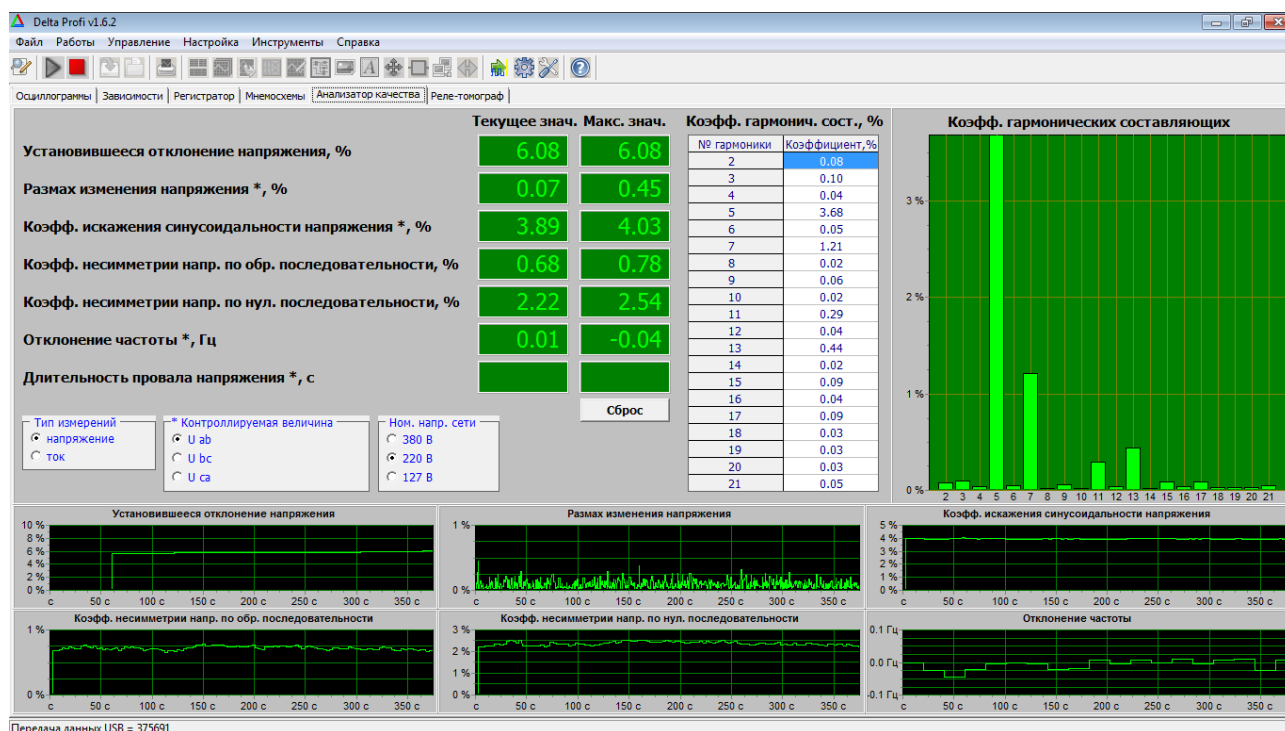 Delta Profi v1.6.2
Файл Работы Управление Настройка Инструменты Справка
Осциллограммы Зависимости Регистратор Мнемосхемы Анализатор качества Реле-томограф
Текущее знач. Макс. знач.
Установившееся отклонение напряжения, % 6.08 6.08
Размах изменения напряжения *, % 0.07 0.45
Коэфф. искажения синусоидальности напряжения *, % 3.89 4.03
Коэфф. несимметрии напр. по обр. последовательности, % 0.68 0.78
Коэфф. несимметрии напр. по нул. последовательности, % 2.22 2.54
Отклонение частоты *, Гц 0.01 -0.04
Длительность провала напряжения *, с
Сброс
Тип измерений
напряжение
ток
* Контроллируемая величина
U ab
U bc
U ca
Ном. напр. сети
380 В
220 В
127 В
Коэфф. гармонич. сост., %
№ гармоники Коэффициент,%
2 0.08
3 0.10
4 0.04
5 3.68
6 0.05
7 1.21
8 0.02
9 0.06
10 0.02
11 0.29
12 0.04
13 0.44
14 0.02
15 0.09
16 0.04
17 0.09
18 0.03
19 0.03
20 0.03
21 0.05
Коэфф. гармонических составляющих
3 %
2 %
1 %
0 %
2 3 4 5 6 7 8 9 10 11 12 13 14 15 16 17 18 19 20 21
Установившееся отклонение напряжения
10 %
8 %
6 %
4 %
2 %
0 %
с 50 с 100 с 150 с 200 с 250 с 300 с 350 с
Размах изменения напряжения
1 %
0 %
с 50 с 100 с 150 с 200 с 250 с 300 с 350 с
Коэфф. искажения синусоидальности напряжения
5 %
4 %
3 %
2 %
1 %
0 %
с 50 с 100 с 150 с 200 с 250 с 300 с 350 с
Коэфф. несимметрии напр. по обр. последовательности
1 %
0 %
с 50 с 100 с 150 с 200 с 250 с 300 с 350 с
Коэфф. несимметрии напр. по нул. последовательности
3 %
2 %
1 %
0 %
с 50 с 100 с 150 с 200 с 250 с 300 с 350 с
Отклонение частоты
0.1 Гц
0.0 Гц
-0.1 Гц
с 50 с 100 с 150 с 200 с 250 с 300 с 350 с
Передача данных USB = 375691